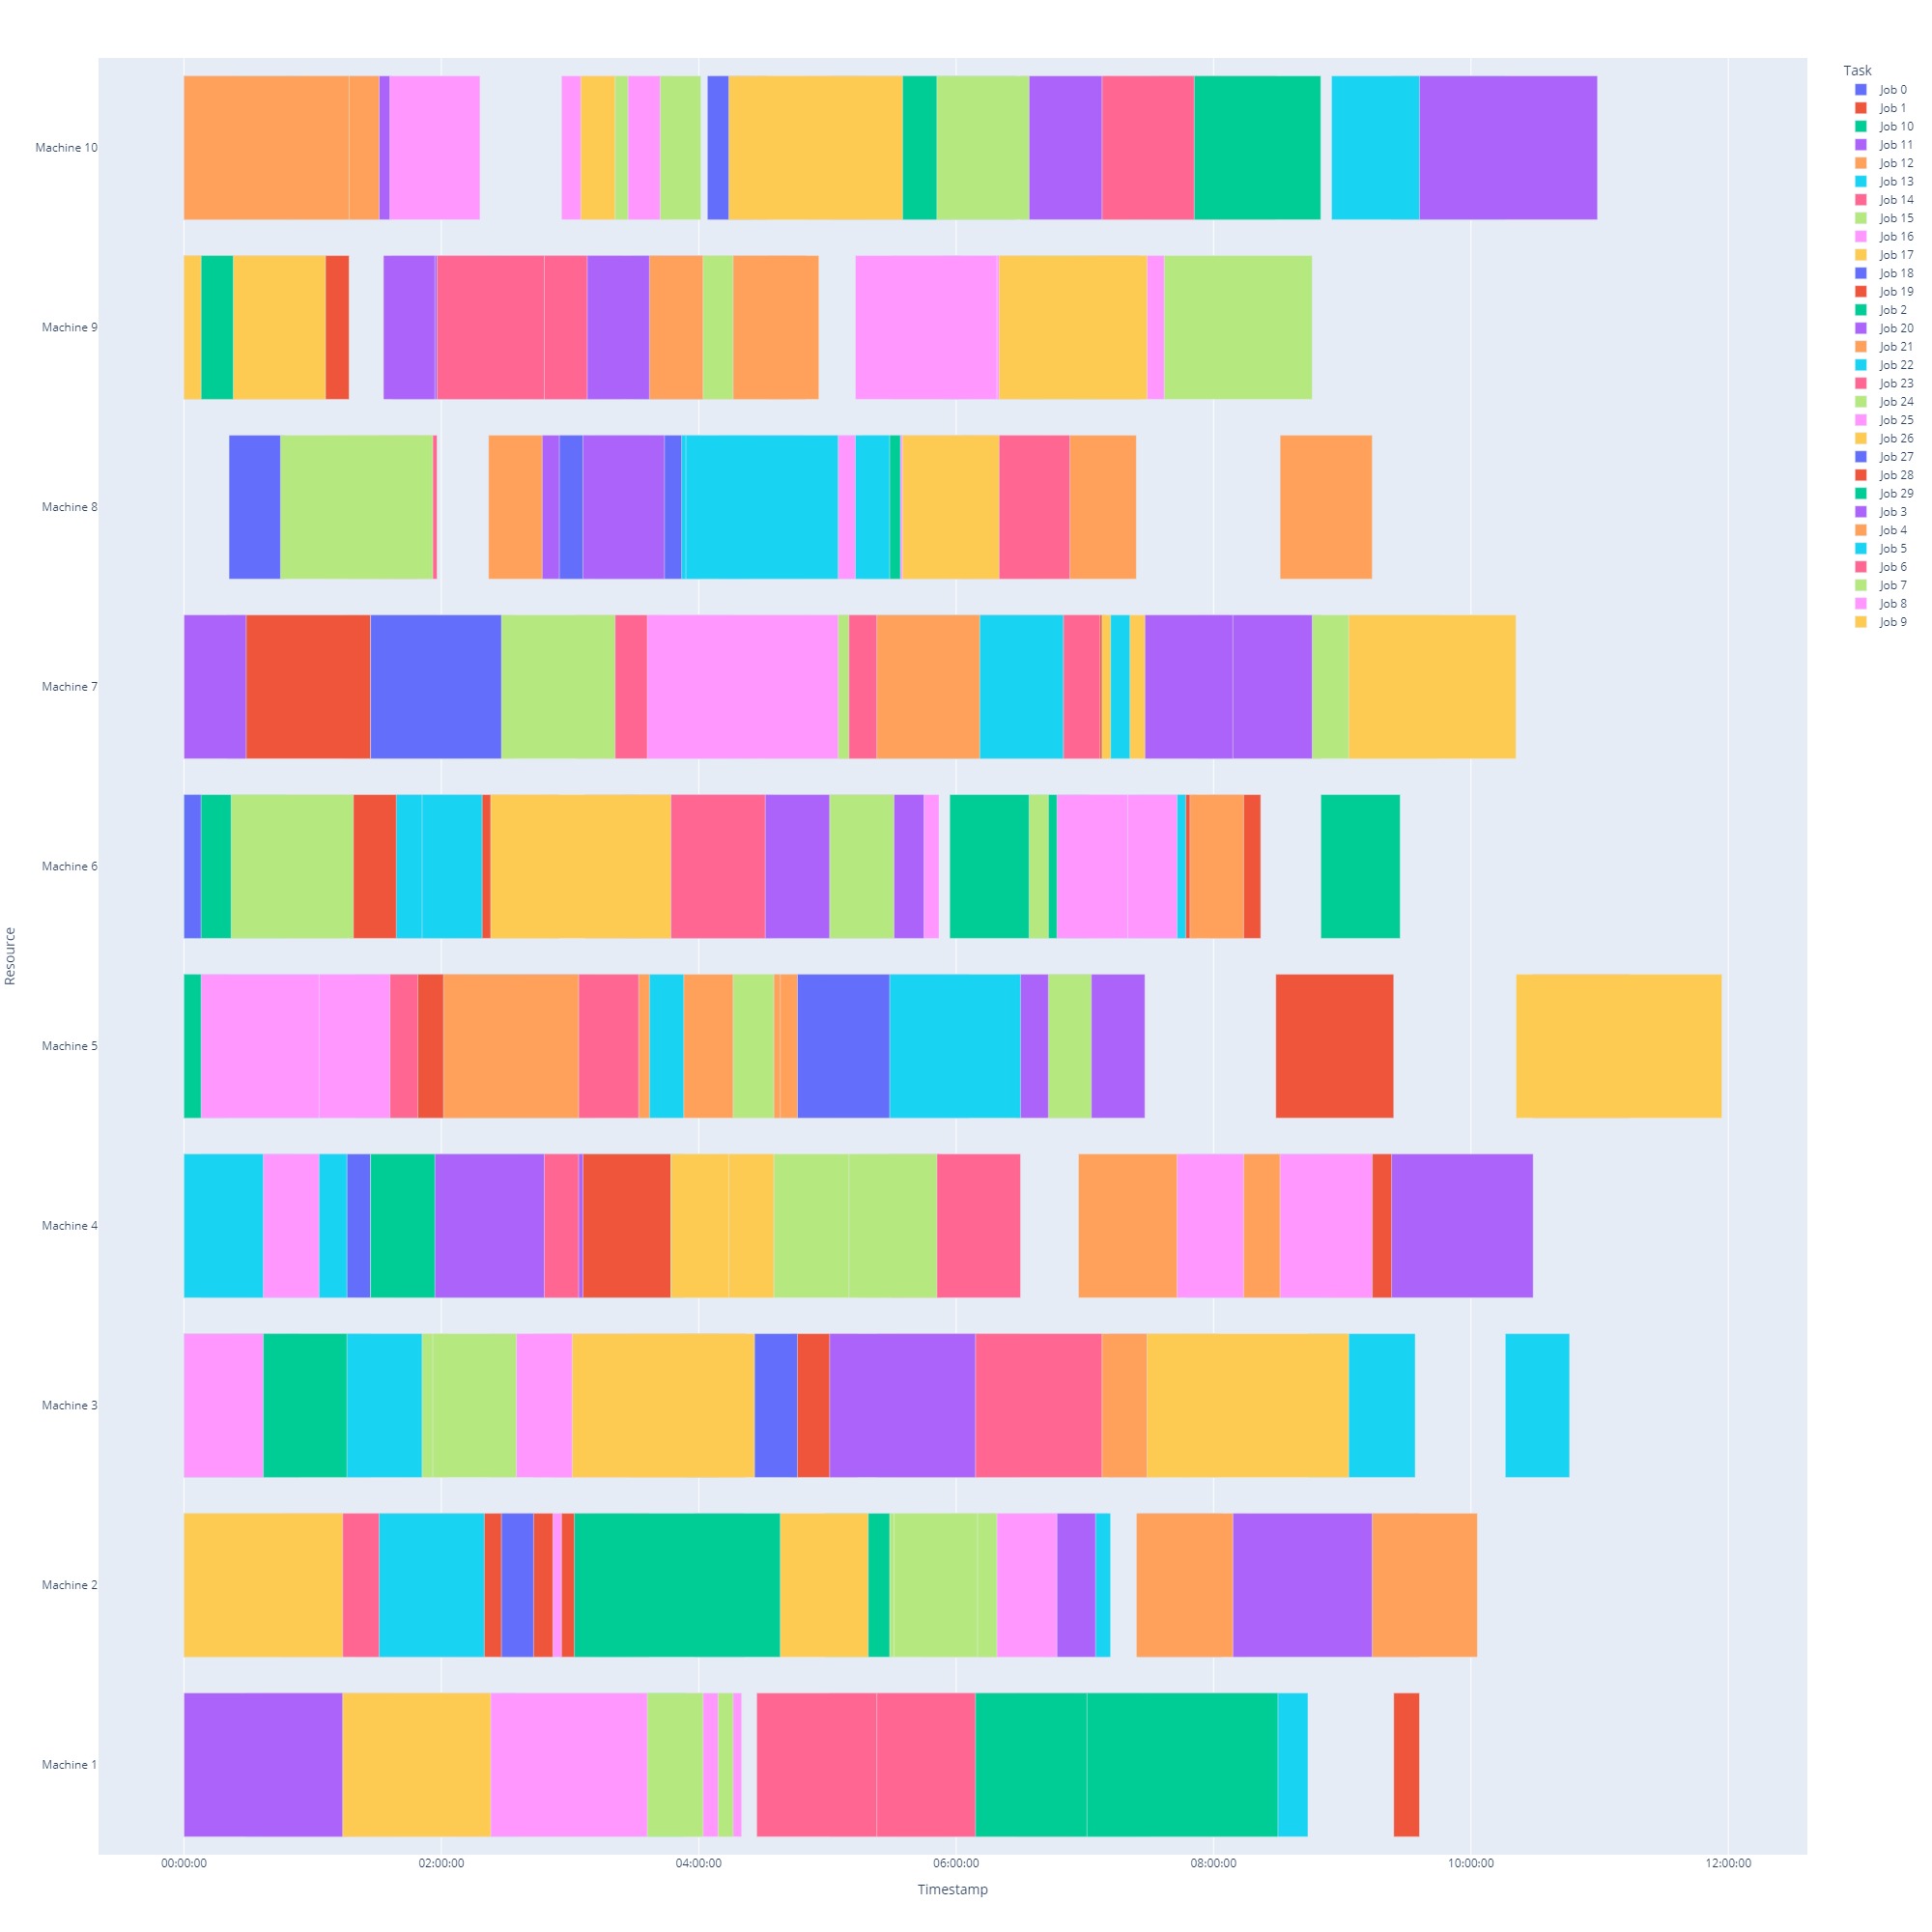 Task
Job 0
Job 1
Job 10
Job 11
Job 12
Job 13
Job 14
Job 15
Job 16
Job 17
Job 18
Job 19
Job 2
Job 20
Job 21
Job 22
Job 23
Job 24
Job 25
Job 26
Job 27
Job 28
Job 29
Job 3
Job 4
Job 5
Job 6
Job 7
Job 8
Job 9
Machine 10
Machine 9
Machine 8
Machine 7
Machine 6
Machine 5
Machine 4
Machine 3
Machine 2
Machine 1
Resource
00:00:00 02:00:00 04:00:00 06:00:00 08:00:00 10:00:00 12:00:00
Timestamp